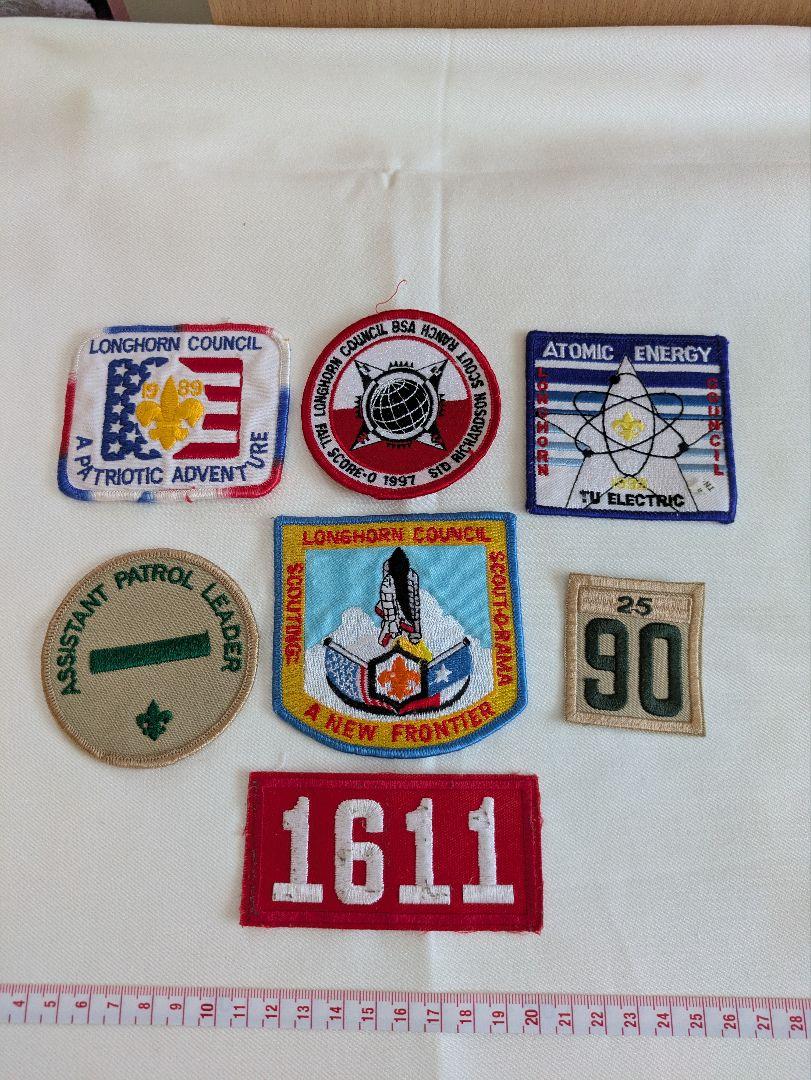 LONGHORN COUNCIL
1989
A PATRIOTIC ADVENTURE
LONGHORN COUNCIL BSA
SID RICHARDSON SCOUT RANCH
FALL SCORE-O 1997
ATOMIC ENERGY
LONGHORN
COUNCIL
TU ELECTRIC
ASSISTANT PATROL LEADER
LONGHORN COUNCIL
SCOUTING
SCOUT-O-RAMA
A NEW FRONTIER
25
90
1611
4 5 6 7 8 9 10 11 12 13 14 15 16 17 18 19 20 21 22 23 24 25 26 27 28